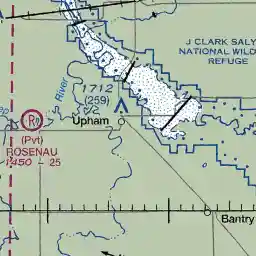 J CLARK SALY
NATIONAL WILD
REFUGE
1712
(259)
River
R
(Pvt)
ROSENAU
1450 - 25
Upham
Bantry